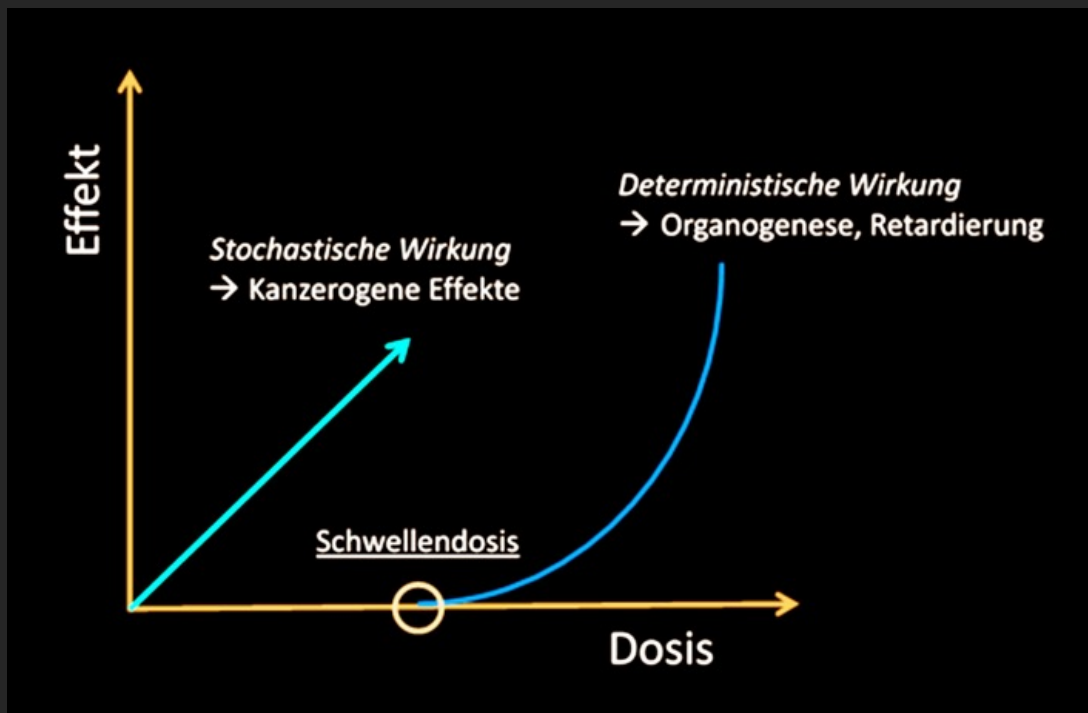 Effekt
Deterministische Wirkung
→ Organogenese, Retardierung
Stochastische Wirkung
→ Kanzerogene Effekte
Schwellendosis
Dosis